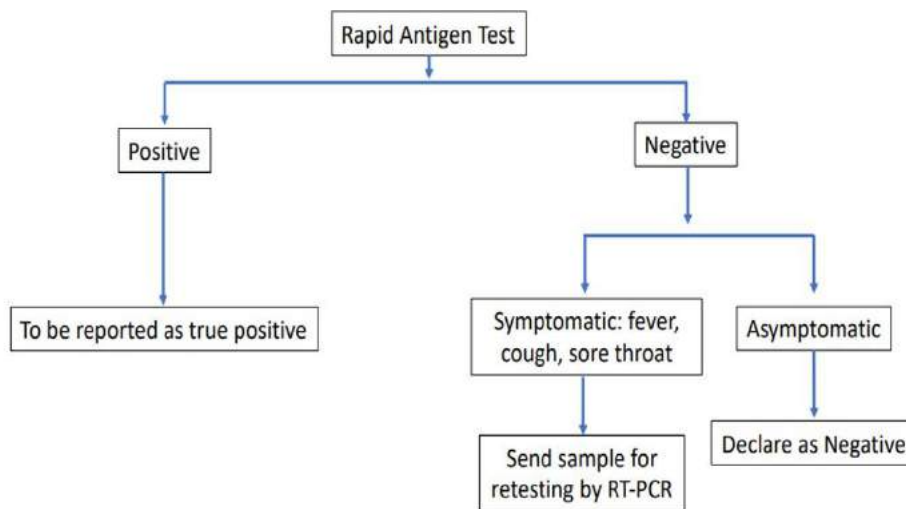 Rapid Antigen Test
Positive
Negative
To be reported as true positive
Symptomatic: fever,
cough, sore throat
Asymptomatic
Send sample for
retesting by RT-PCR
Declare as Negative